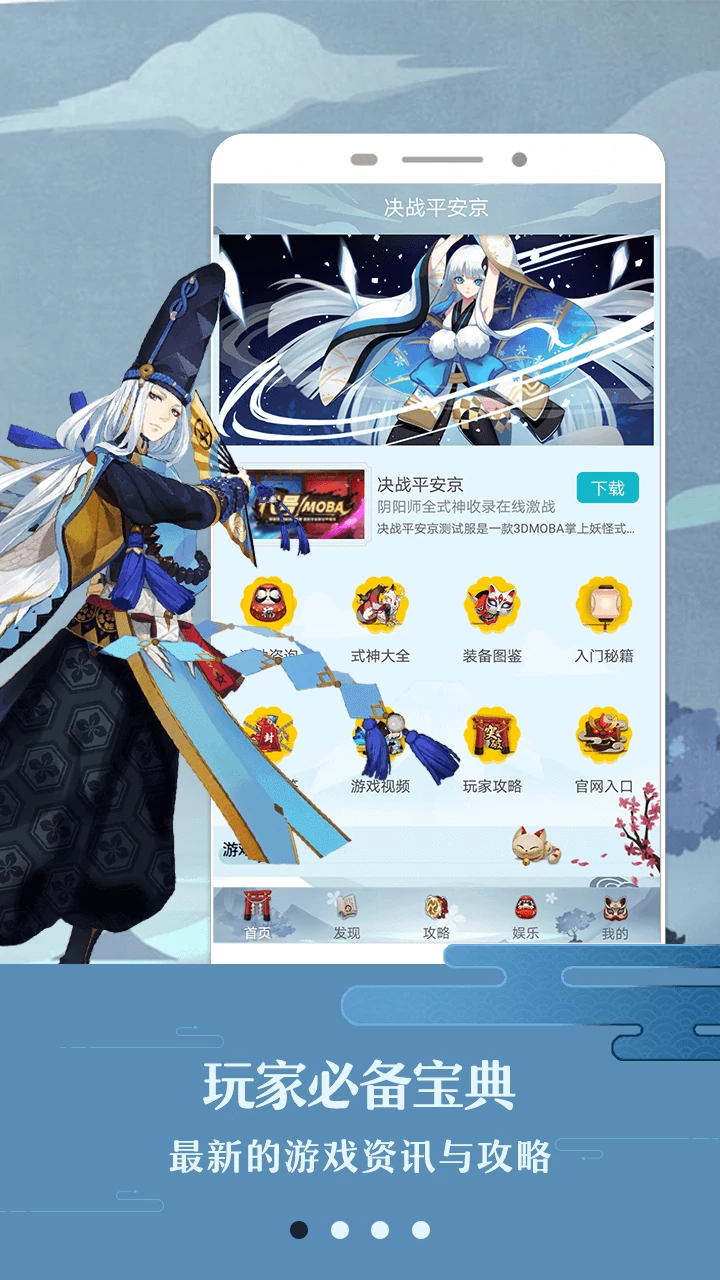 决战平安京
/MOBA
决战平安京
下载
阴阳师全式神收录在线激战
决战平安京测试服是一款3DMOBA掌上妖怪式...
式神大全
装备图鉴
入门秘籍
封
游戏视频
玩家攻略
官网入口
游
首页
发现
攻略
娱乐
我的
玩家必备宝典
最新的游戏资讯与攻略